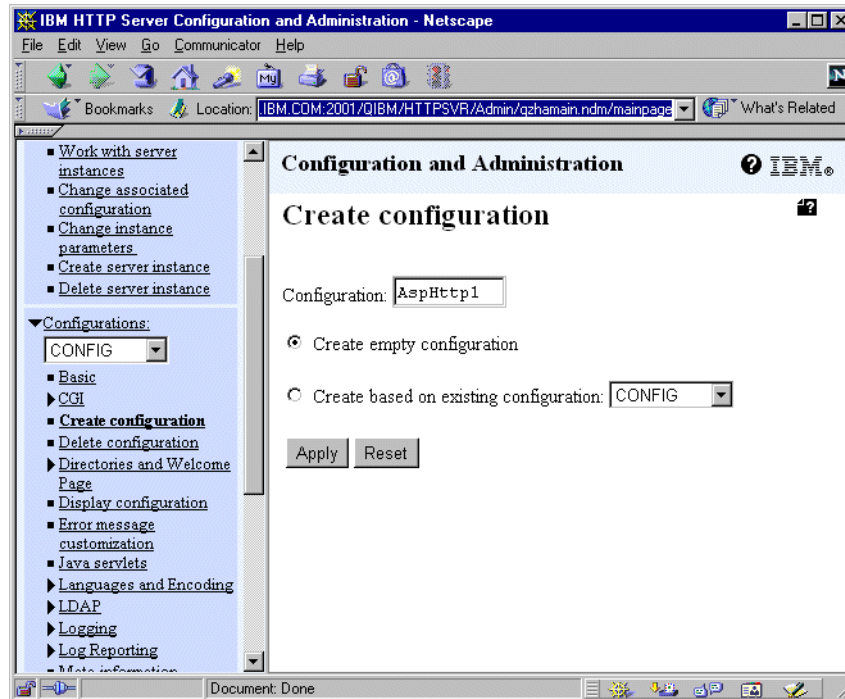 IBM HTTP Server Configuration and Administration - Netscape
File Edit View Go Communicator Help
My
N
Bookmarks Location: IBM.COM:2001/QIBM/HTTPSVR/Admin/qzhamain.ndm/mainpage What's Related
Work with server
instances
Change associated
configuration
Change instance
parameters
Create server instance
Delete server instance
Configurations:
CONFIG
Basic
CGI
Create configuration
Delete configuration
Directories and Welcome
Page
Display configuration
Error message
customization
Java servlets
Languages and Encoding
LDAP
Logging
Log Reporting
Meta information
Configuration and Administration
IBM®
Create configuration
Configuration: AspHttp1
Create empty configuration
Create based on existing configuration: CONFIG
Apply Reset
Document: Done